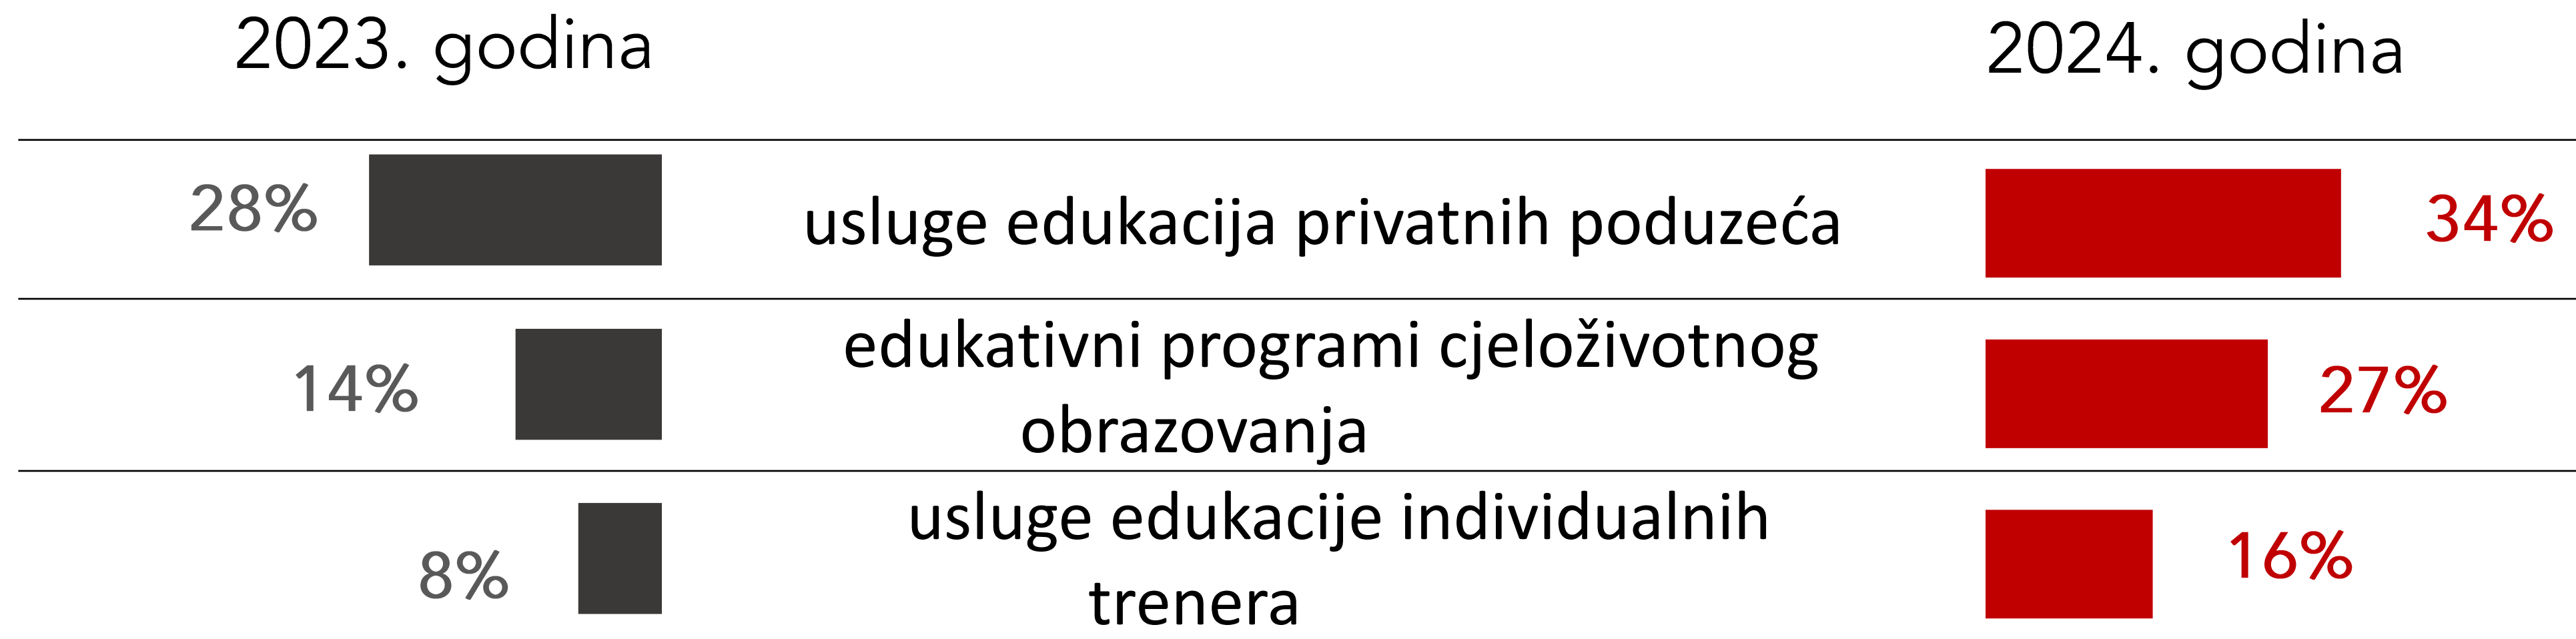 2023. godina
2024. godina
28%
usluge edukacija privatnih poduzeća
34%
14%
edukativni programi cjeloživotnog
obrazovanja
27%
8%
usluge edukacije individualnih
trenera
16%